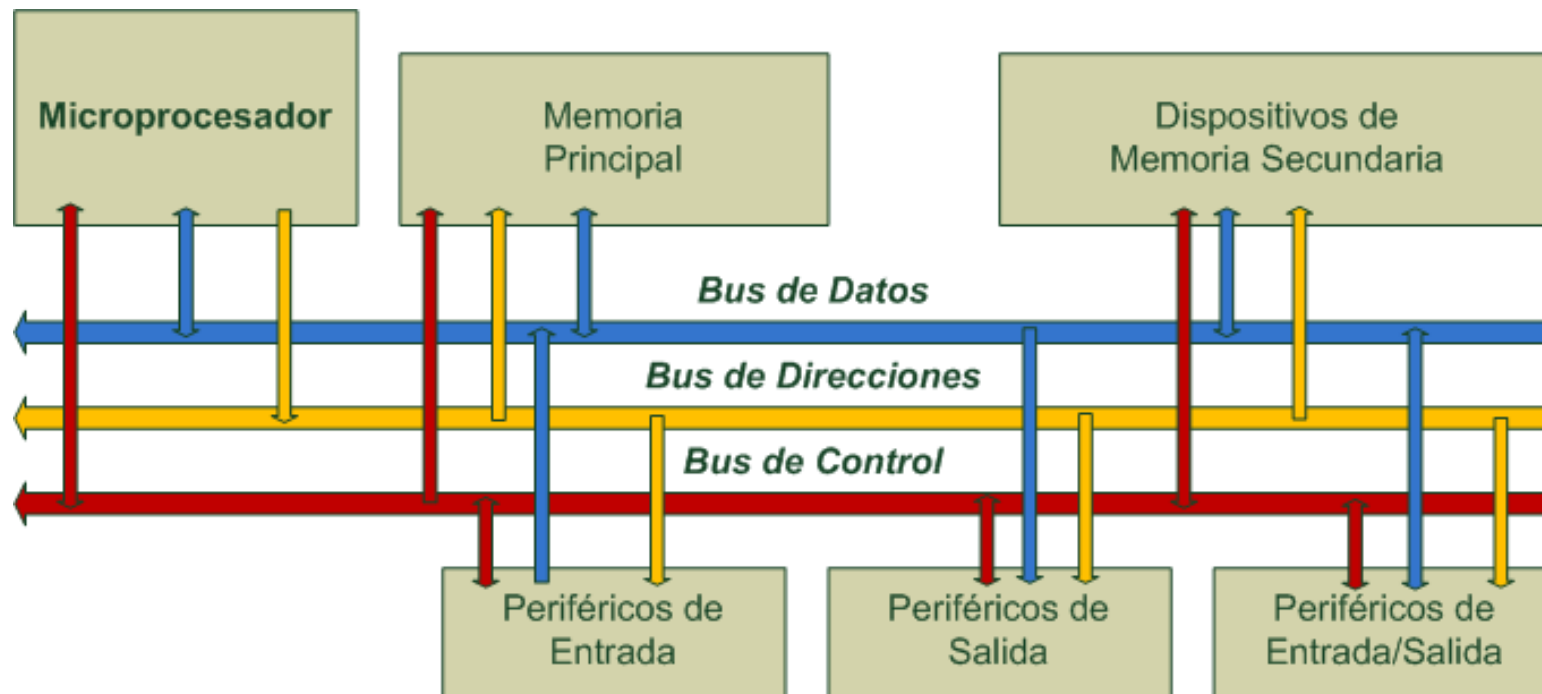 Microprocesador
Memoria
Principal
Dispositivos de
Memoria Secundaria
Bus de Datos
Bus de Direcciones
Bus de Control
Periféricos de
Entrada
Periféricos de
Salida
Periféricos de
Entrada/Salida